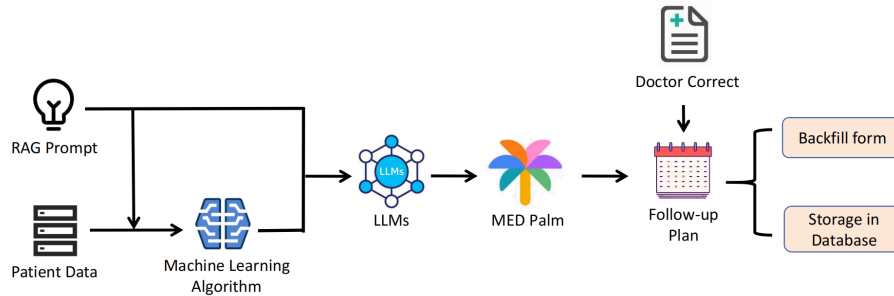 RAG Prompt
Patient Data
Machine Learning
Algorithm
LLMs
LLMs
MED Palm
Doctor Correct
Follow-up
Plan
Backfill form
Storage in
Database